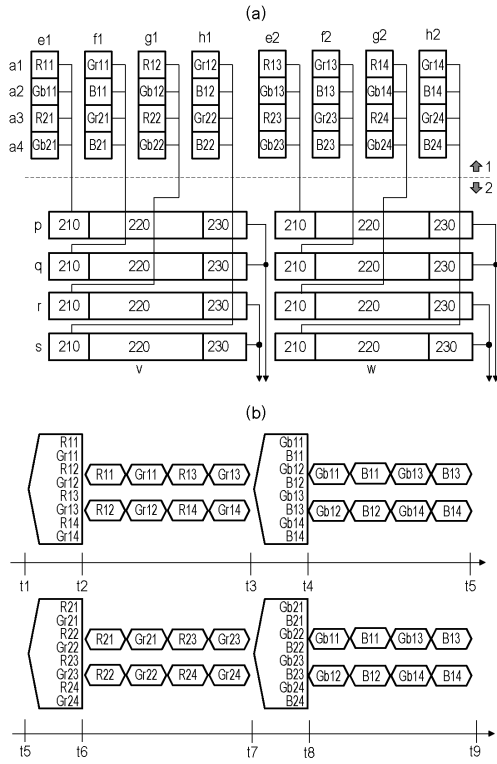 (a)
e1 f1 g1 h1 e2 f2 g2 h2
a1 R11 Gr11 R12 Gr12 R13 Gr13 R14 Gr14
a2 Gb11 B11 Gb12 B12 Gb13 B13 Gb14 B14
a3 R21 Gr21 R22 Gr22 R23 Gr23 R24 Gr24
a4 Gb21 B21 Gb22 B22 Gb23 B23 Gb24 B24
1
2
p 210 220 230 210 220 230
q 210 220 230 210 220 230
r 210 220 230 210 220 230
s 210 220 230 210 220 230
v w
(b)
R11 Gb11
Gr11 B11
R12 Gb12
Gr12 B12
R13 Gb13
Gr13 B13
R14 Gb14
Gr14 B14
R11 Gr11 R13 Gr13 Gb11 B11 Gb13 B13
R12 Gr12 R14 Gr14 Gb12 B12 Gb14 B14
t1 t2 t3 t4 t5
R21 Gb21
Gr21 B21
R22 Gb22
Gr22 B22
R23 Gb23
Gr23 B23
R24 Gb24
Gr24 B24
R21 Gr21 R23 Gr23 Gb11 B11 Gb13 B13
R22 Gr22 R24 Gr24 Gb12 B12 Gb14 B14
t5 t6 t7 t8 t9